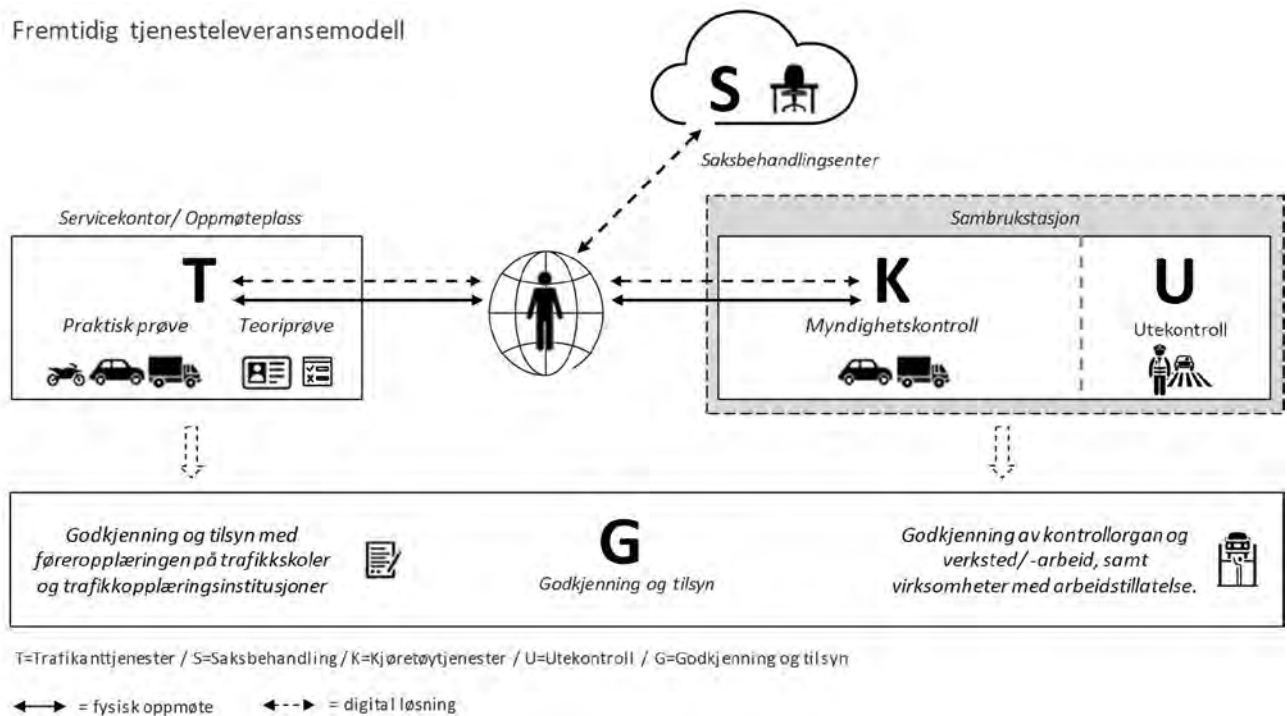 Fremtidig tjenesteleveransemodell
S
Saksbehandlingsenter
Servicekontor/ Oppmøteplass
Sambrukstasjon
T
K
U
Praktisk prøve
Teoriprøve
Myndighetskontroll
Utekontroll
Godkjenning og tilsyn med
føreropplæringen på trafikkskoler
og trafikkopplæringsinstitusjoner
G
Godkjenning og tilsyn
Godkjenning av kontrollorgan og
verksted/ -arbeid, samt
virksomheter med arbeidstillatelse.
T=Trafikanttjenester / S=Saksbehandling / K=Kjøretøytjenester / U=Utekontroll / G=Godkjenning og tilsyn
= fysisk oppmøte
= digital løsning